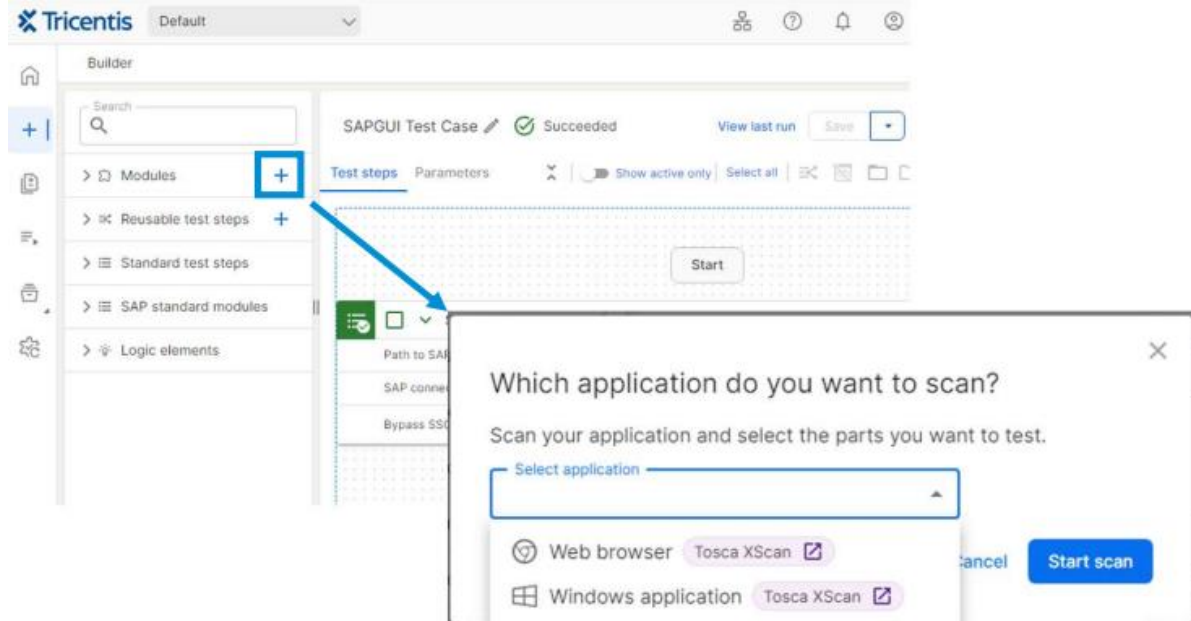 Tricentis Default
Builder
Search
SAPGUI Test Case Succeeded View last run Save
Modules
Test steps Parameters Show active only Select all
Reusable test steps
Standard test steps
Start
SAP standard modules
Logic elements
Path to SAP
SAP connec
Bypass SSO
Which application do you want to scan?
Scan your application and select the parts you want to test.
Select application
Web browser Tosca XScan
Cancel Start scan
Windows application Tosca XScan